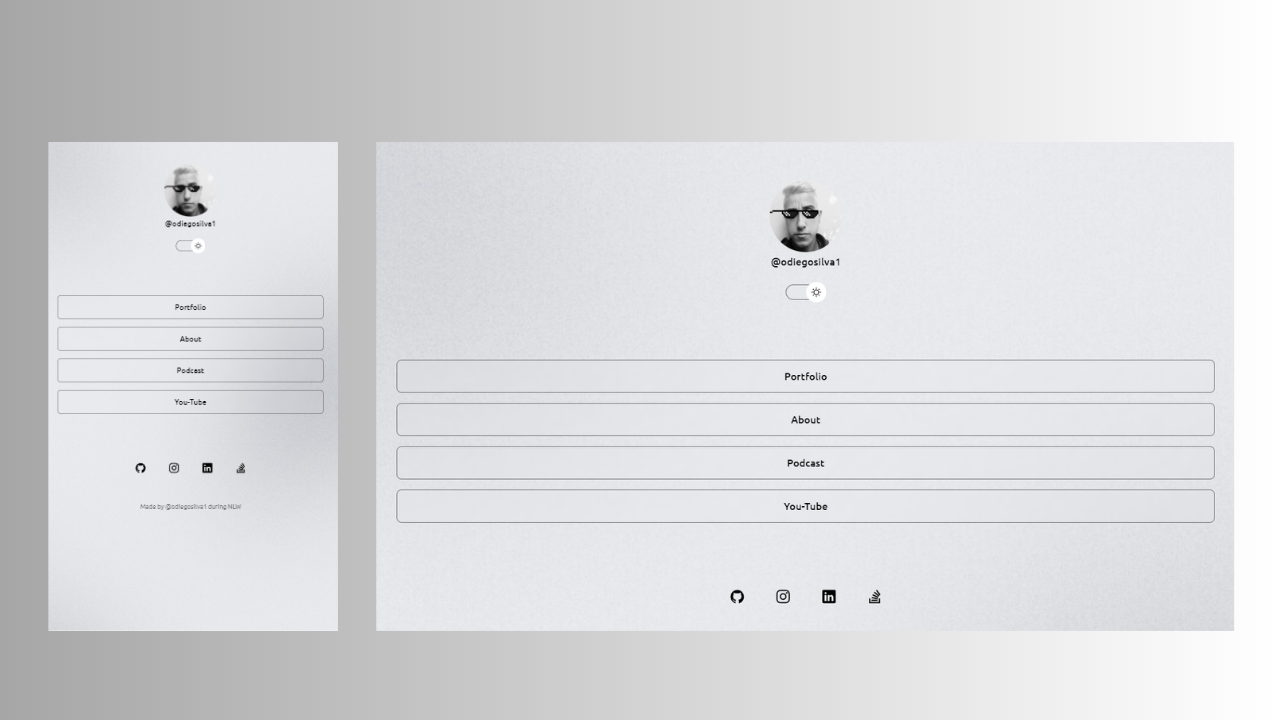 @odiegosilva1
Portfolio
About
Podcast
You-Tube
Made by @odiegosilva1 during NLW
@odiegosilva1
Portfolio
About
Podcast
You-Tube